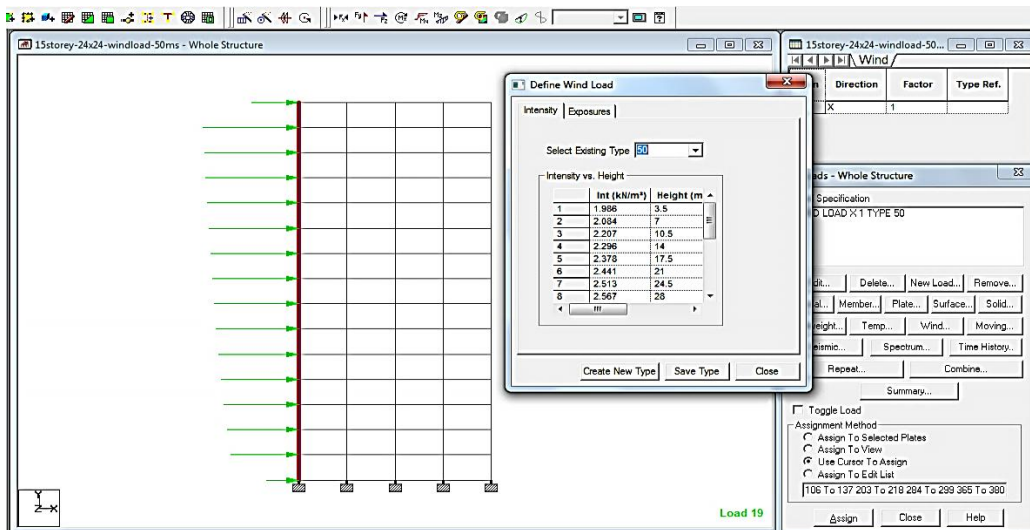 15storey-24x24-windload-50ms - Whole Structure
Load 19
Define Wind Load
Intensity Exposures
Select Existing Type 50
Intensity vs. Height
Int (kN/m²) Height (m
1 1.986 3.5
2 2.084 7
3 2.207 10.5
4 2.296 14
5 2.378 17.5
6 2.441 21
7 2.513 24.5
8 2.567 28
Create New Type Save Type Close
15storey-24x24-windload-50...
Wind
Direction Factor Type Ref.
X 1
ads - Whole Structure
Specification
D LOAD X 1 TYPE 50
dit... Delete... New Load... Remove...
al... Member... Plate... Surface... Solid...
eight... Temp... Wind... Moving...
eismic... Spectrum... Time History...
Repeat... Combine...
Summary...
Toggle Load
Assignment Method
Assign To Selected Plates
Assign To View
Use Cursor To Assign
Assign To Edit List
106 To 137 203 To 218 284 To 299 365 To 380
Assign Close Help